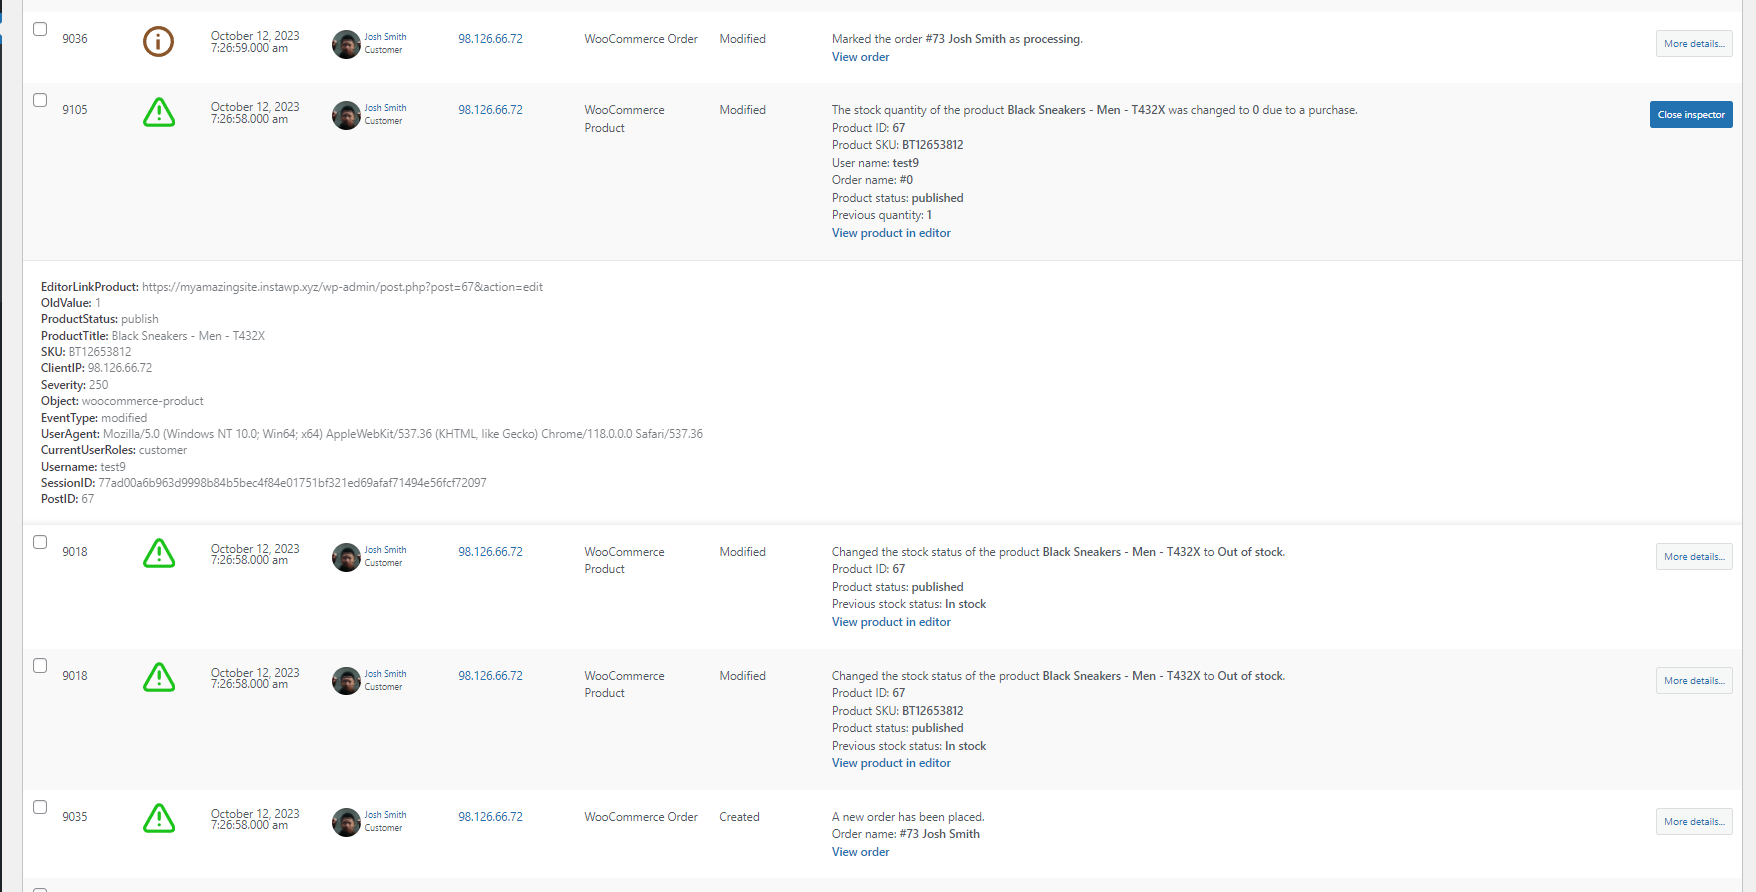 9036
October 12, 2023
7:26:59.000 am
Josh Smith
Customer
98.126.66.72
WooCommerce Order
Modified
Marked the order #73 Josh Smith as processing.
View order
More details...
9105
October 12, 2023
7:26:58.000 am
Josh Smith
Customer
98.126.66.72
WooCommerce
Product
Modified
The stock quantity of the product Black Sneakers - Men - T432X was changed to 0 due to a purchase.
Product ID: 67
Product SKU: BT12653812
User name: test9
Order name: #0
Product status: published
Previous quantity: 1
View product in editor
Close inspector
EditorLinkProduct: https://myamazingsite.instawp.xyz/wp-admin/post.php?post=67&action=edit
OldValue: 1
ProductStatus: publish
ProductTitle: Black Sneakers - Men - T432X
SKU: BT12653812
ClientIP: 98.126.66.72
Severity: 250
Object: woocommerce-product
EventType: modified
UserAgent: Mozilla/5.0 (Windows NT 10.0; Win64; x64) AppleWebKit/537.36 (KHTML, like Gecko) Chrome/118.0.0.0 Safari/537.36
CurrentUserRoles: customer
Username: test9
SessionID: 77ad00a6b963d9998b84b5bec4f84e01751bf321ed69afaf71494e56fcf72097
PostID: 67
9018
October 12, 2023
7:26:58.000 am
Josh Smith
Customer
98.126.66.72
WooCommerce
Product
Modified
Changed the stock status of the product Black Sneakers - Men - T432X to Out of stock.
Product ID: 67
Product status: published
Previous stock status: In stock
View product in editor
More details...
9018
October 12, 2023
7:26:58.000 am
Josh Smith
Customer
98.126.66.72
WooCommerce
Product
Modified
Changed the stock status of the product Black Sneakers - Men - T432X to Out of stock.
Product ID: 67
Product SKU: BT12653812
Product status: published
Previous stock status: In stock
View product in editor
More details...
9035
October 12, 2023
7:26:58.000 am
Josh Smith
Customer
98.126.66.72
WooCommerce Order
Created
A new order has been placed.
Order name: #73 Josh Smith
View order
More details...